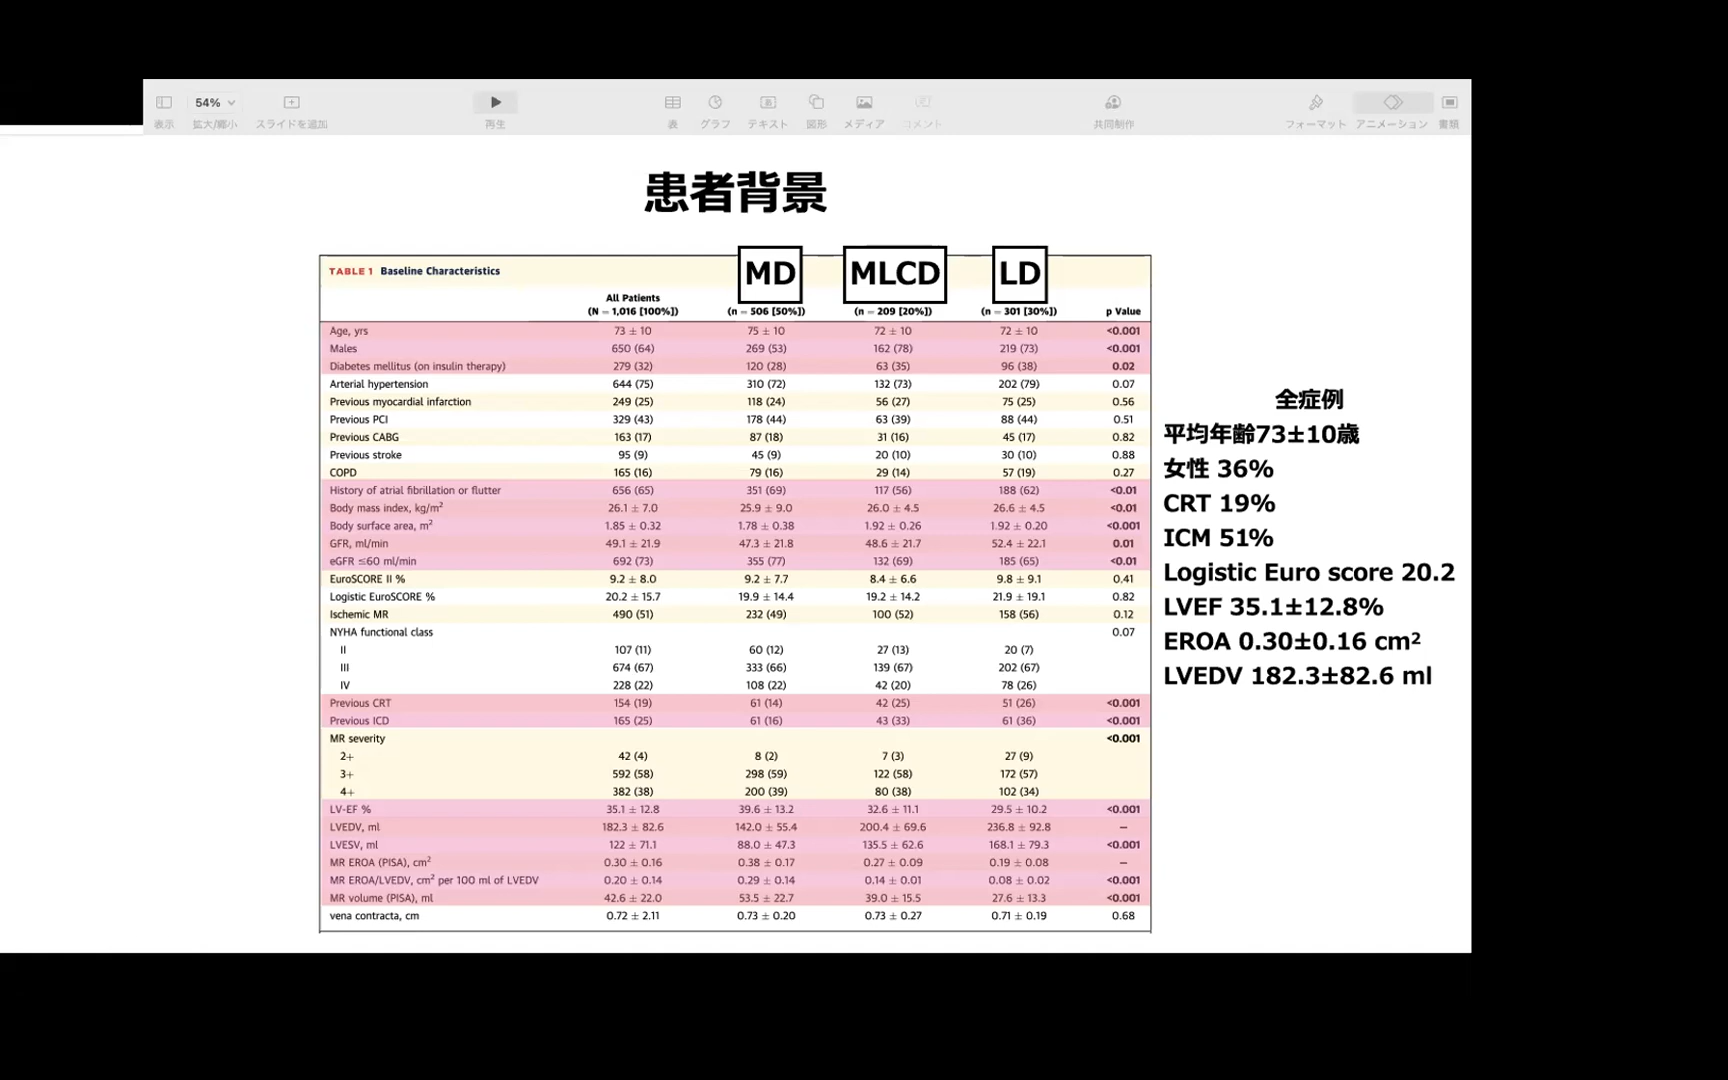 54%
表示
拡大/縮小
スライドを追加
再生
表
グラフ
テキスト
図形
メディア
コメント
共同制作
フォーマット
アニメーション
書類
患者背景
MD MLCD LD
TABLE 1 Baseline Characteristics
All Patients
(N = 1,016 [100%]) (n = 506 [50%]) (n = 209 [20%]) (n = 301 [30%]) p Value
Age, yrs 73 ± 10 75 ± 10 72 ± 10 72 ± 10 <0.001
Males 650 (64) 269 (53) 162 (78) 219 (73) <0.001
Diabetes mellitus (on insulin therapy) 279 (32) 120 (28) 63 (35) 96 (38) 0.02
Arterial hypertension 644 (75) 310 (72) 132 (73) 202 (79) 0.07
Previous myocardial infarction 249 (25) 118 (24) 56 (27) 75 (25) 0.56
Previous PCI 329 (43) 178 (44) 63 (39) 88 (44) 0.51
Previous CABG 163 (17) 87 (18) 31 (16) 45 (17) 0.82
Previous stroke 95 (9) 45 (9) 20 (10) 30 (10) 0.88
COPD 165 (16) 79 (16) 29 (14) 57 (19) 0.27
History of atrial fibrillation or flutter 656 (65) 351 (69) 117 (56) 188 (62) <0.01
Body mass index, kg/m² 26.1 ± 7.0 25.9 ± 9.0 26.0 ± 4.5 26.6 ± 4.5 <0.01
Body surface area, m² 1.85 ± 0.32 1.78 ± 0.38 1.92 ± 0.26 1.92 ± 0.20 <0.001
GFR, ml/min 49.1 ± 21.9 47.3 ± 21.8 48.6 ± 21.7 52.4 ± 22.1 0.01
eGFR ≤60 ml/min 692 (73) 355 (77) 132 (69) 185 (65) <0.01
EuroSCORE II % 9.2 ± 8.0 9.2 ± 7.7 8.4 ± 6.6 9.8 ± 9.1 0.41
Logistic EuroSCORE % 20.2 ± 15.7 19.9 ± 14.4 19.2 ± 14.2 21.9 ± 19.1 0.82
Ischemic MR 490 (51) 232 (49) 100 (52) 158 (56) 0.12
NYHA functional class 0.07
II 107 (11) 60 (12) 27 (13) 20 (7)
III 674 (67) 333 (66) 139 (67) 202 (67)
IV 228 (22) 108 (22) 42 (20) 78 (26)
Previous CRT 154 (19) 61 (14) 42 (25) 51 (26) <0.001
Previous ICD 165 (25) 61 (16) 43 (33) 61 (36) <0.001
MR severity <0.001
2+ 42 (4) 8 (2) 7 (3) 27 (9)
3+ 592 (58) 298 (59) 122 (58) 172 (57)
4+ 382 (38) 200 (39) 80 (38) 102 (34)
LV-EF % 35.1 ± 12.8 39.6 ± 13.2 32.6 ± 11.1 29.5 ± 10.2 <0.001
LVEDV, ml 182.3 ± 82.6 142.0 ± 55.4 200.4 ± 69.6 236.8 ± 92.8 –
LVESV, ml 122 ± 71.1 88.0 ± 47.3 135.5 ± 62.6 168.1 ± 79.3 <0.001
MR EROA (PISA), cm² 0.30 ± 0.16 0.38 ± 0.17 0.27 ± 0.09 0.19 ± 0.08 –
MR EROA/LVEDV, cm² per 100 ml of LVEDV 0.20 ± 0.14 0.29 ± 0.14 0.14 ± 0.01 0.08 ± 0.02 <0.001
MR volume (PISA), ml 42.6 ± 22.0 53.5 ± 22.7 39.0 ± 15.5 27.6 ± 13.3 <0.001
vena contracta, cm 0.72 ± 2.11 0.73 ± 0.20 0.73 ± 0.27 0.71 ± 0.19 0.68
全症例
平均年齢73±10歳
女性 36%
CRT 19%
ICM 51%
Logistic Euro score 20.2
LVEF 35.1±12.8%
EROA 0.30±0.16 cm²
LVEDV 182.3±82.6 ml